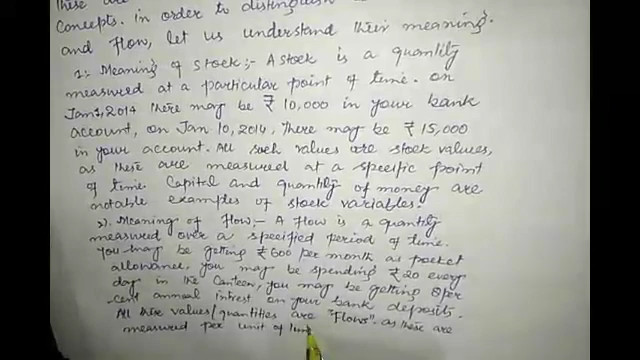 These are
Concepts. In order to distinguish
and flow, let us understand their meaning.
1:- Meaning of Stock:- A stock is a quantity
measured at a particular point of time. On
Jan 1, 2014 there may be ₹ 10,000 in your bank
account, on Jan 10, 2014, there may be ₹ 15,000
in your account. All such values are stock values,
as these are measured at a specific point
of time. Capital and quantity of money are
notable examples of stock variables.
2). Meaning of Flow:- A Flow is a quantity
measured over a specified period of time.
You may be getting ₹ 600 per month as pocket
allowance, you may be spending ₹ 20 every
day in the Canteen, you may be getting 8 per
cent annual interest on your bank deposits.
All these values/quantities are "Flows". as these are
measured per unit of time